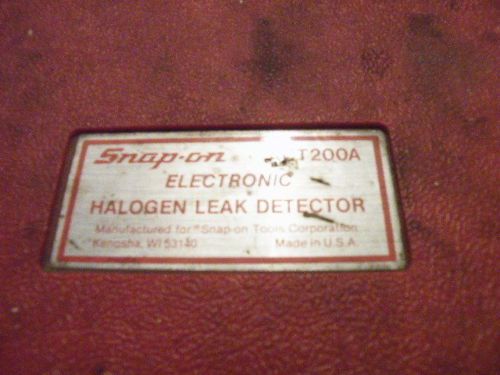 Snap-on T200A
ELECTRONIC
HALOGEN LEAK DETECTOR
Manufactured for Snap-on Tools Corporation
Kenosha, WI 53140 Made in U.S.A.